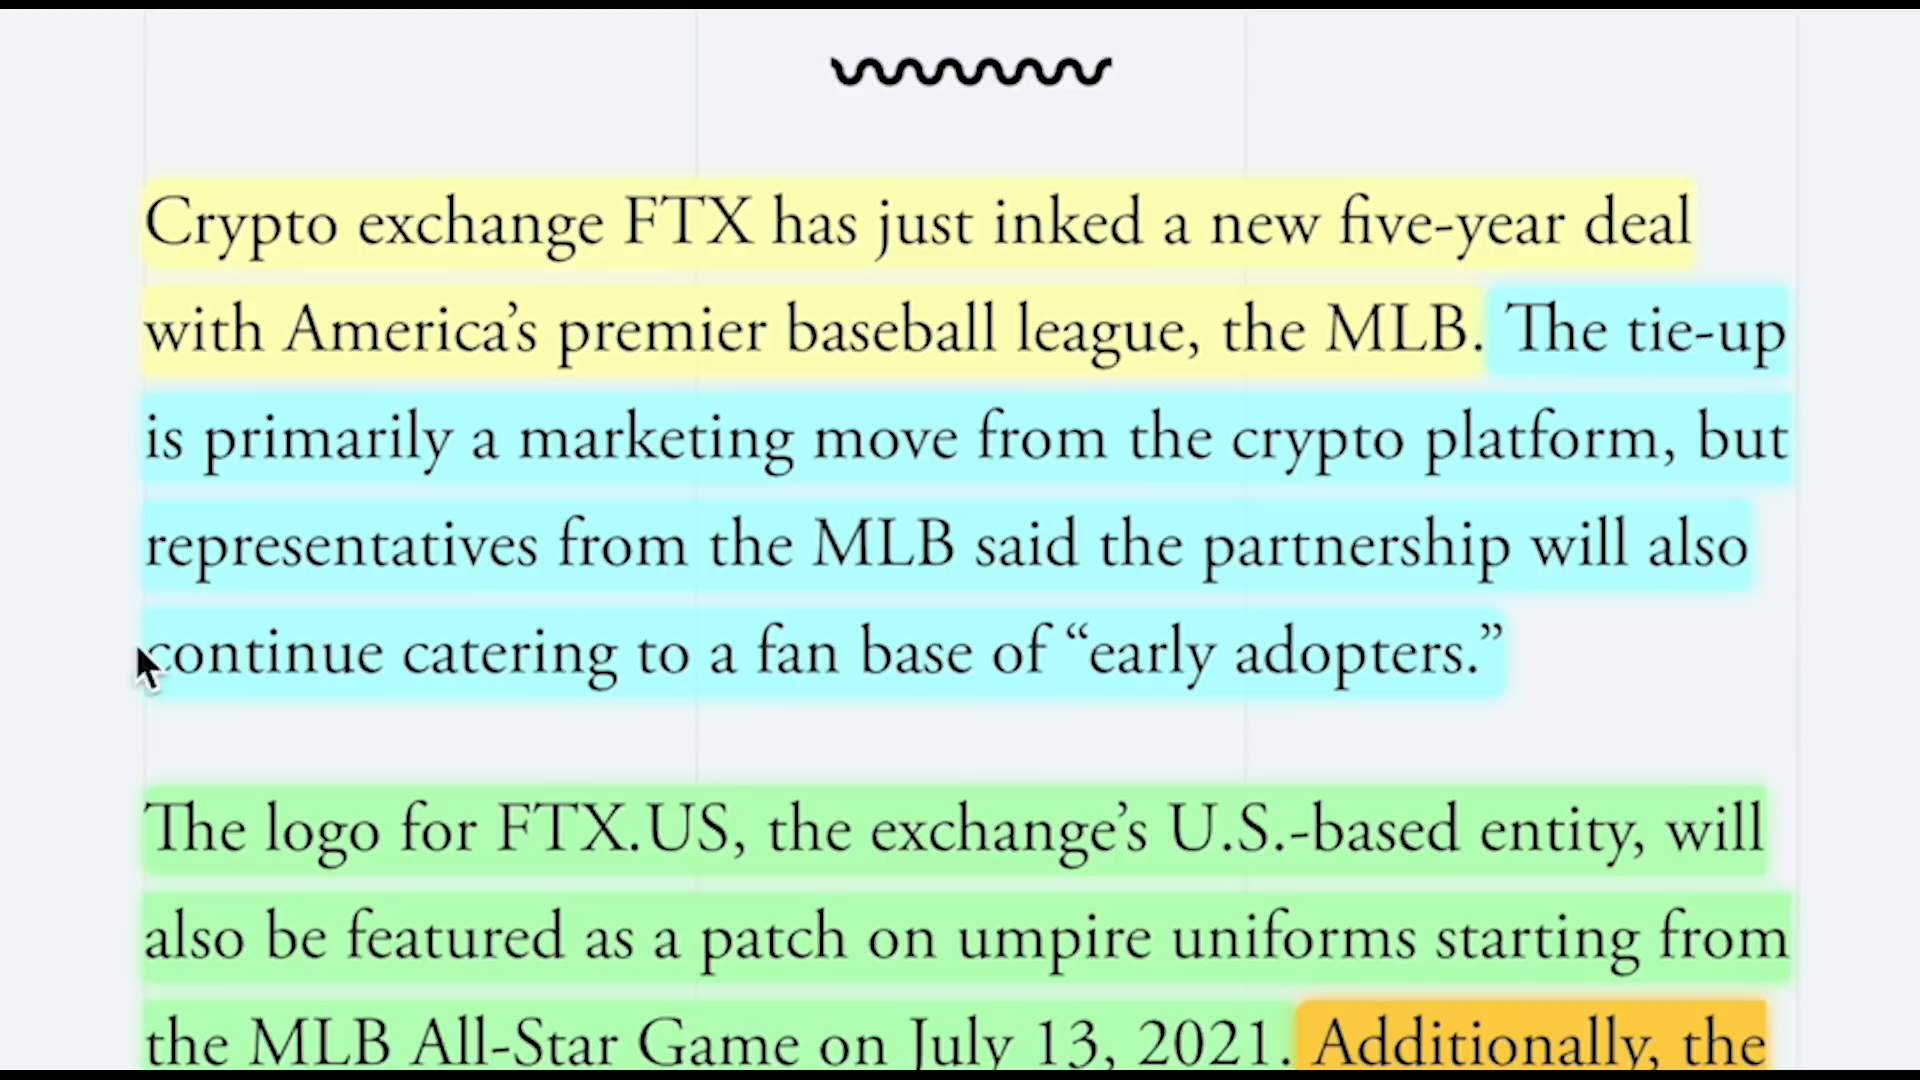 Crypto exchange FTX has just inked a new five-year deal
with America’s premier baseball league, the MLB. The tie-up
is primarily a marketing move from the crypto platform, but
representatives from the MLB said the partnership will also
continue catering to a fan base of “early adopters.”
The logo for FTX.US, the exchange’s U.S.-based entity, will
also be featured as a patch on umpire uniforms starting from
the MLB All-Star Game on July 13, 2021. Additionally, the